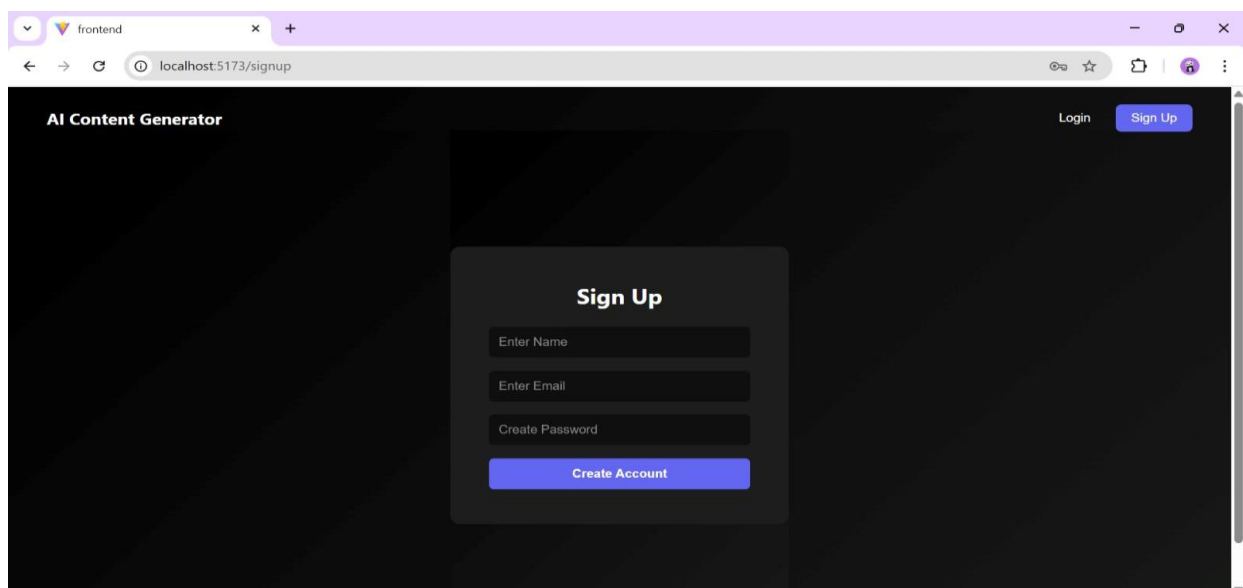 frontend
localhost:5173/signup
AI Content Generator
Login
Sign Up
Sign Up
Enter Name
Enter Email
Create Password
Create Account